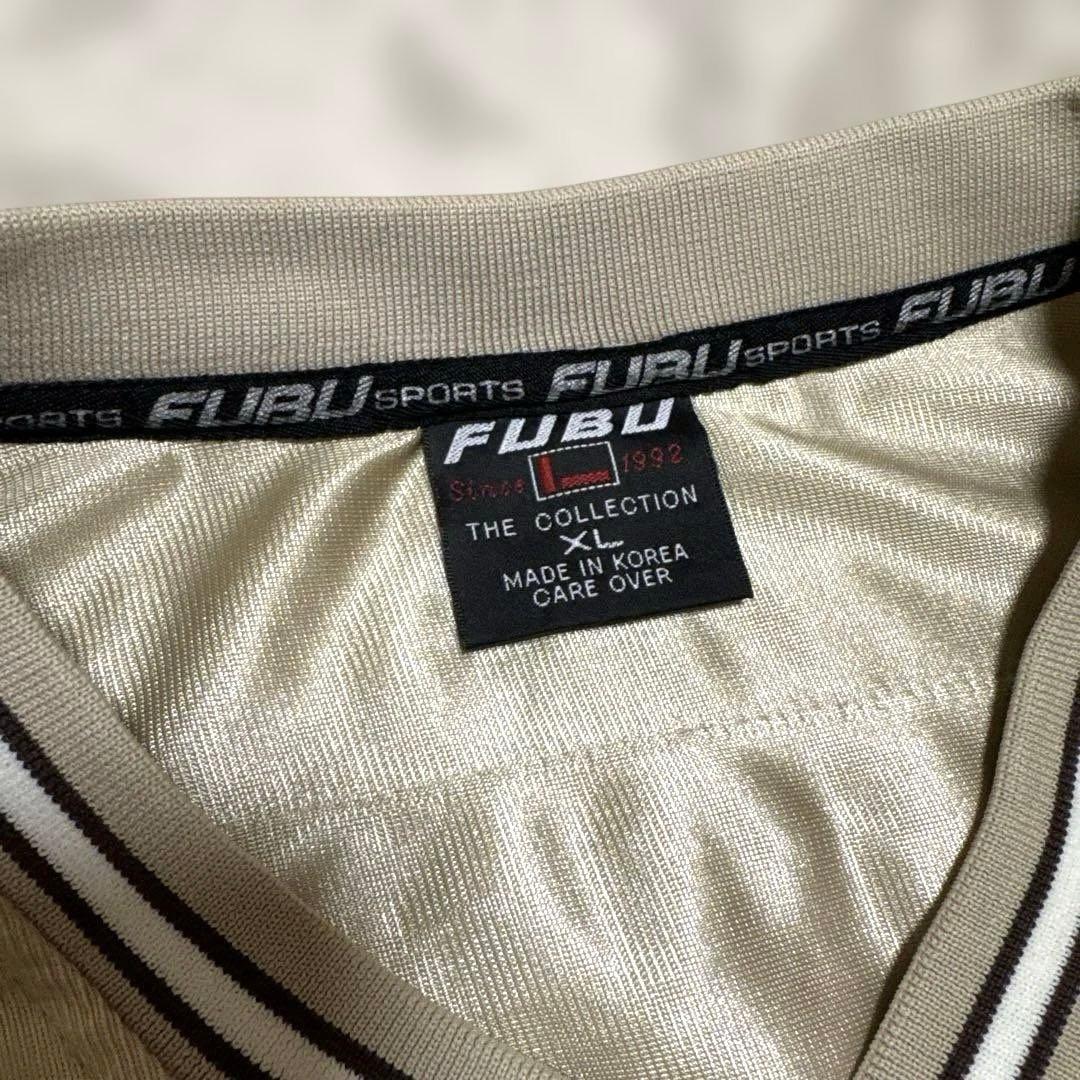 SPORTS FUBU SPORTS FUBU SPORTS FUBU
FUBU
Since 1992
THE COLLECTION
XL
MADE IN KOREA
CARE OVER